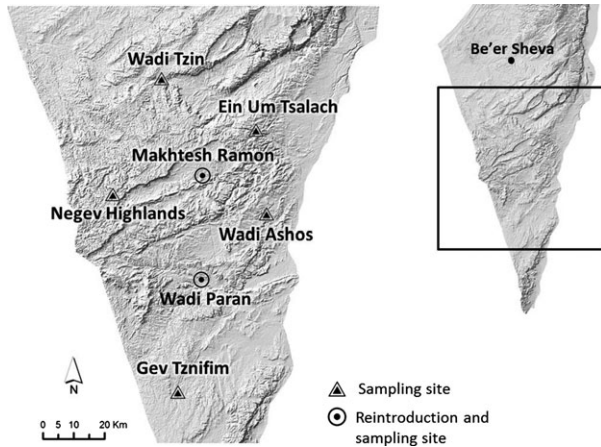 Wadi Tzin
Be'er Sheva
Ein Um Tsalach
Makhtesh Ramon
Negev Highlands
Wadi Ashos
Wadi Paran
Gev Tznifim
N
0 5 10 20 Km
Sampling site
Reintroduction and
sampling site